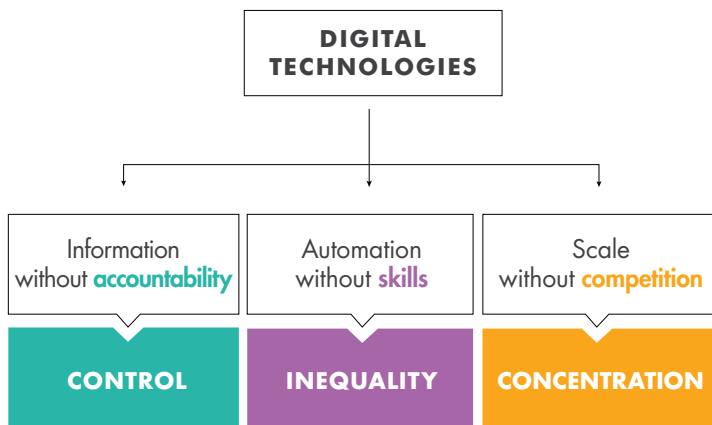 DIGITAL
TECHNOLOGIES
Information
without accountability
Automation
without skills
Scale
without competition
CONTROL
INEQUALITY
CONCENTRATION